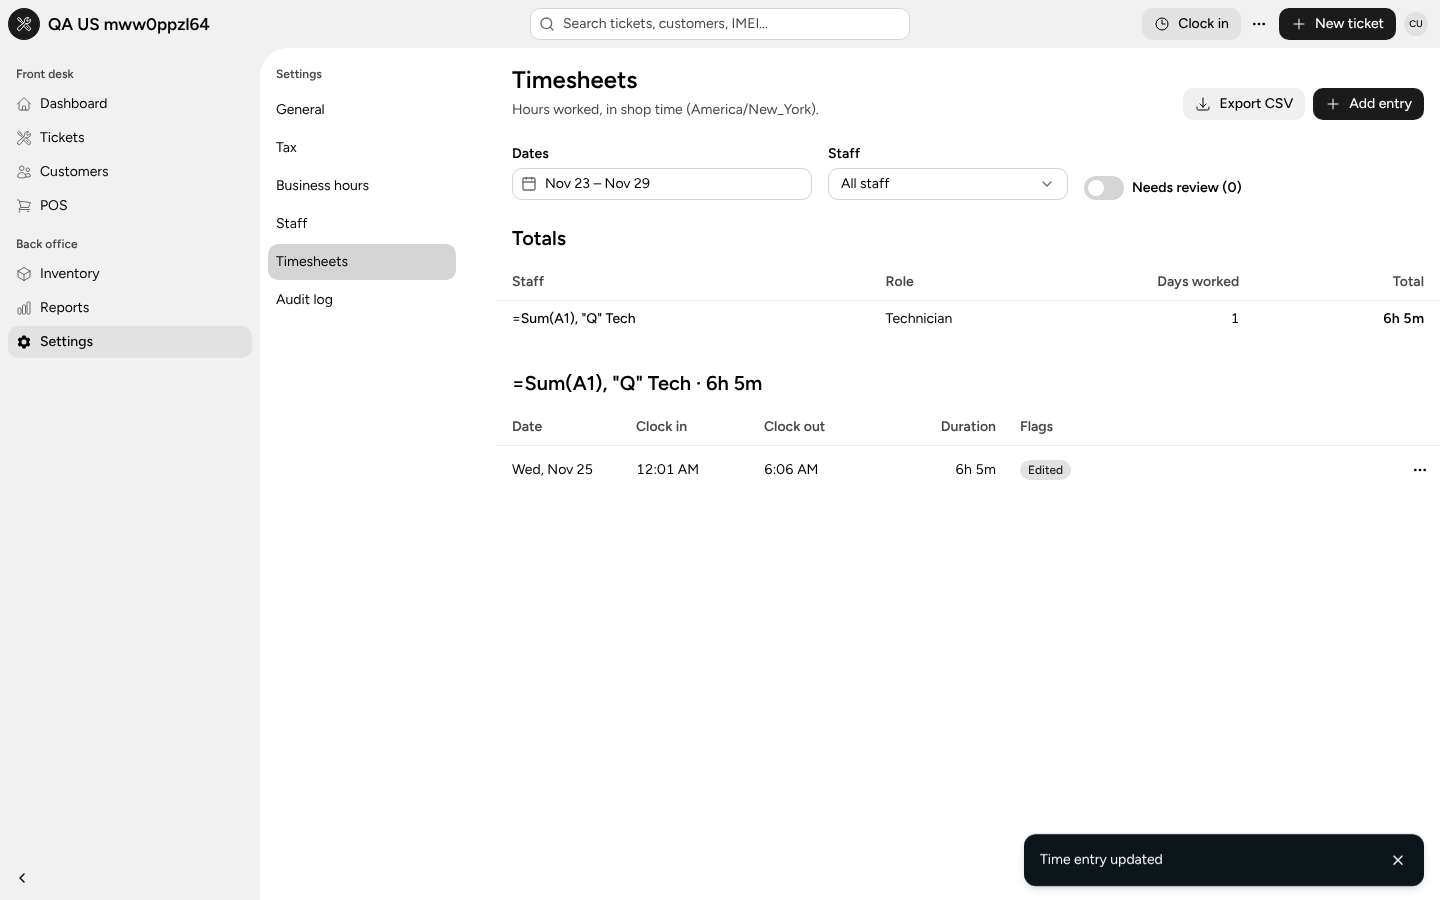 QA US mww0ppzl64
Search tickets, customers, IMEI...
Clock in
New ticket
CU
Front desk
Dashboard
Tickets
Customers
POS
Back office
Inventory
Reports
Settings
Settings
General
Tax
Business hours
Staff
Timesheets
Audit log
Timesheets
Hours worked, in shop time (America/New_York).
Export CSV
Add entry
Dates
Nov 23 – Nov 29
Staff
All staff
Needs review (0)
Totals
Staff Role Days worked Total
=Sum(A1), "Q" Tech Technician 1 6h 5m
=Sum(A1), "Q" Tech · 6h 5m
Date Clock in Clock out Duration Flags
Wed, Nov 25 12:01 AM 6:06 AM 6h 5m Edited
Time entry updated